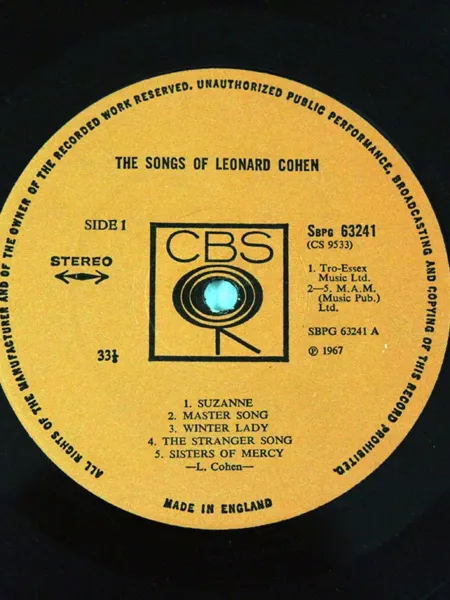 ALL RIGHTS OF THE MANUFACTURER AND OF THE OWNER OF THE RECORDED WORK RESERVED. UNAUTHORIZED PUBLIC PERFORMANCE, BROADCASTING AND COPYING OF THIS RECORD PROHIBITED.
THE SONGS OF LEONARD COHEN
SIDE 1
STEREO
33⅓
CBS
SBPG 63241
(CS 9533)
1. Tro-Essex
Music Ltd.
2—5. M.A.M.
(Music Pub.)
Ltd.
SBPG 63241 A
℗ 1967
1. SUZANNE
2. MASTER SONG
3. WINTER LADY
4. THE STRANGER SONG
5. SISTERS OF MERCY
—L. Cohen—
MADE IN ENGLAND